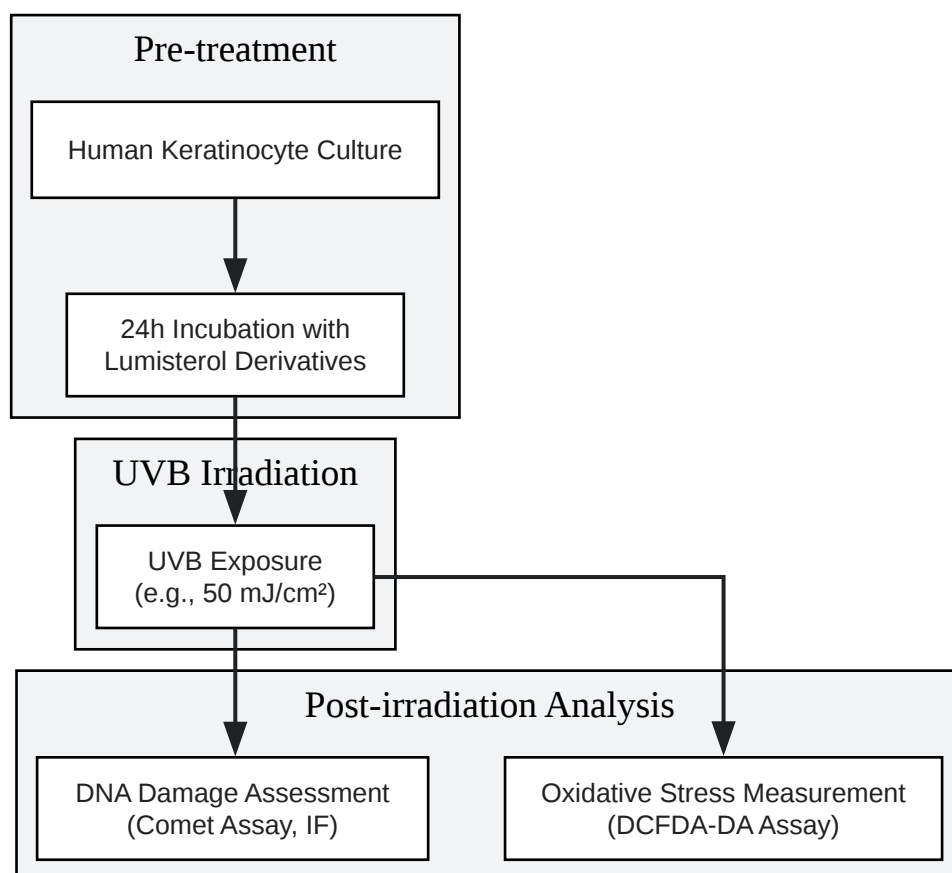 Pre-treatment
Human Keratinocyte Culture
24h Incubation with
Lumisterol Derivatives
UVB Irradiation
UVB Exposure
(e.g., 50 mJ/cm²)
Post-irradiation Analysis
DNA Damage Assessment
(Comet Assay, IF)
Oxidative Stress Measurement
(DCFDA-DA Assay)